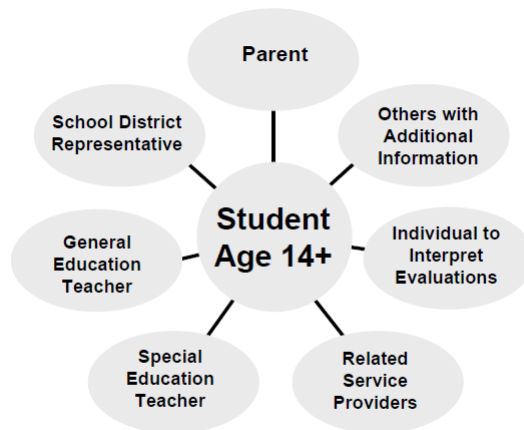 Parent
School District
Representative
Others with
Additional
Information
Student
Age 14+
General
Education
Teacher
Individual to
Interpret
Evaluations
Special
Education
Teacher
Related
Service
Providers